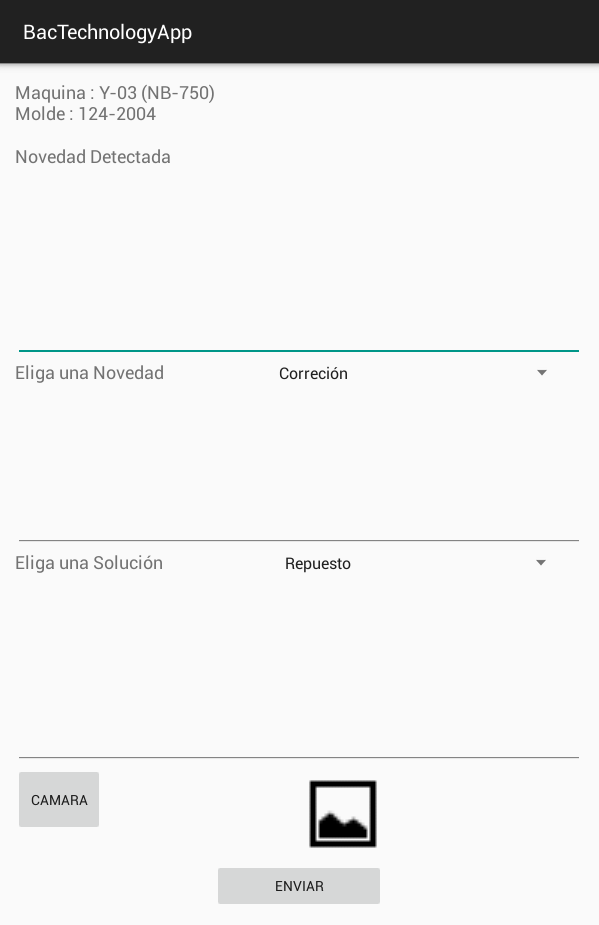 BacTechnologyApp
Maquina : Y-03 (NB-750)
Molde : 124-2004
Novedad Detectada
Eliga una Novedad Correción
Eliga una Solución Repuesto
CAMARA
ENVIAR